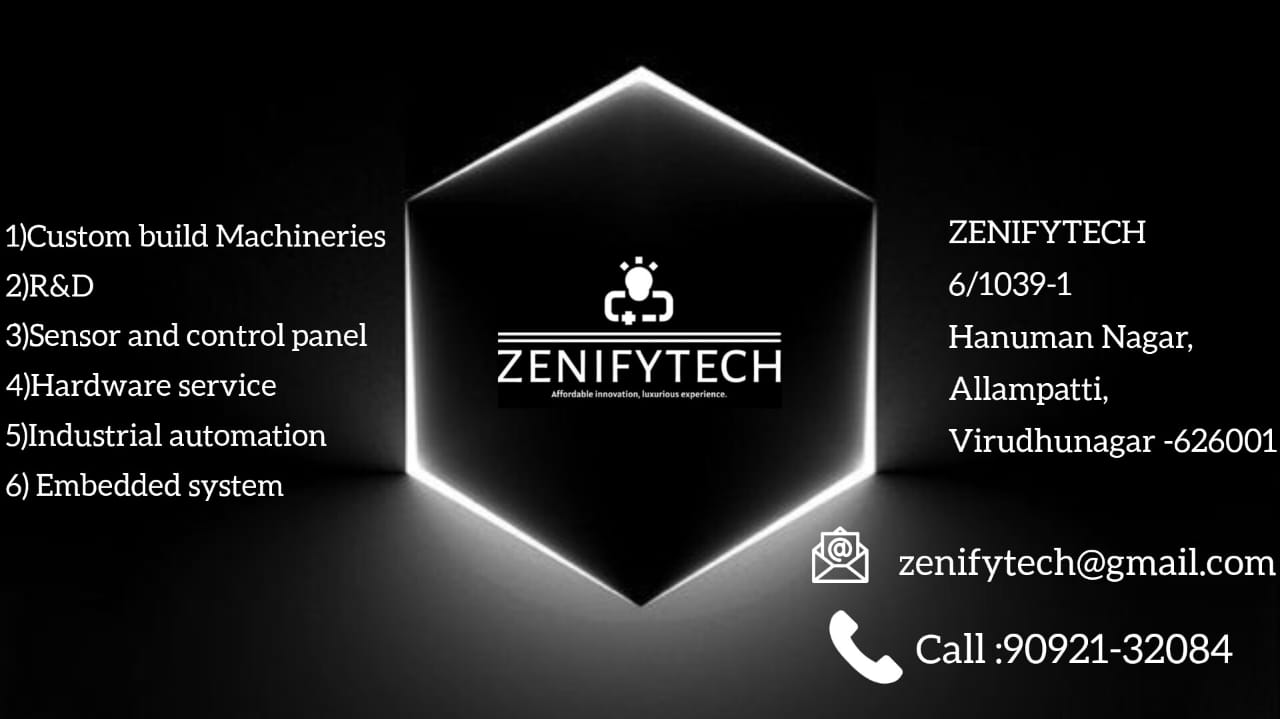 1)Custom build Machineries
2)R&D
3)Sensor and control panel
4)Hardware service
5)Industrial automation
6) Embedded system
ZENIFYTECH
Affordable innovation, luxurious experience.
ZENIFYTECH
6/1039-1
Hanuman Nagar,
Allampatti,
Virudhunagar -626001
zenifytech@gmail.com
Call :90921-32084